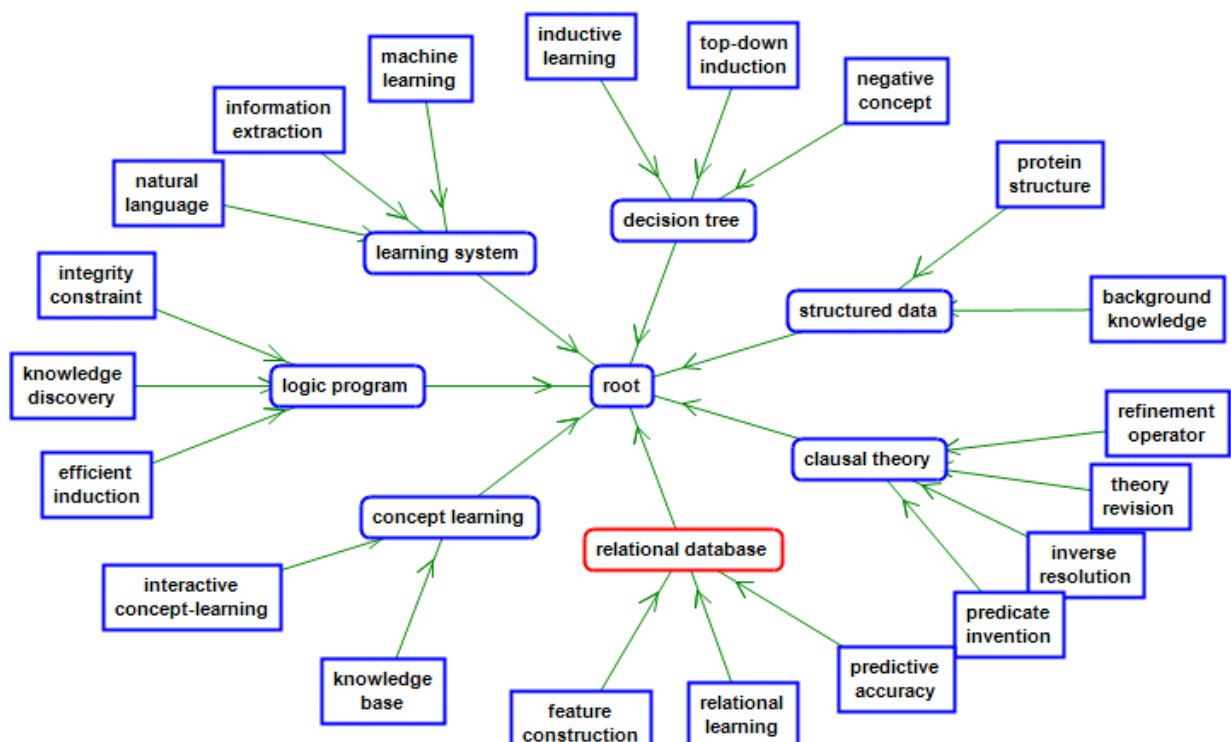 inductive
learning
top-down
induction
machine
learning
negative
concept
information
extraction
protein
structure
natural
language
decision tree
learning system
integrity
constraint
structured data
background
knowledge
knowledge
discovery
logic program
root
refinement
operator
clausal theory
efficient
induction
theory
revision
concept learning
relational database
inverse
resolution
interactive
concept-learning
predicate
invention
knowledge
base
predictive
accuracy
feature
construction
relational
learning